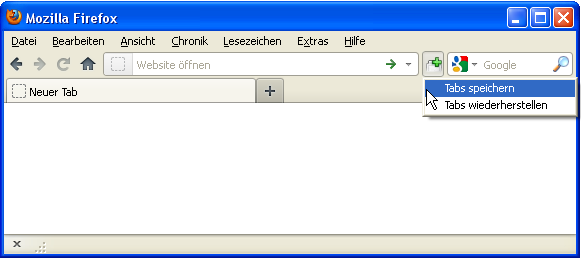 Mozilla Firefox
Datei Bearbeiten Ansicht Chronik Lesezeichen Extras Hilfe
Website öffnen Google
Tabs speichern
Neuer Tab
Tabs wiederherstellen